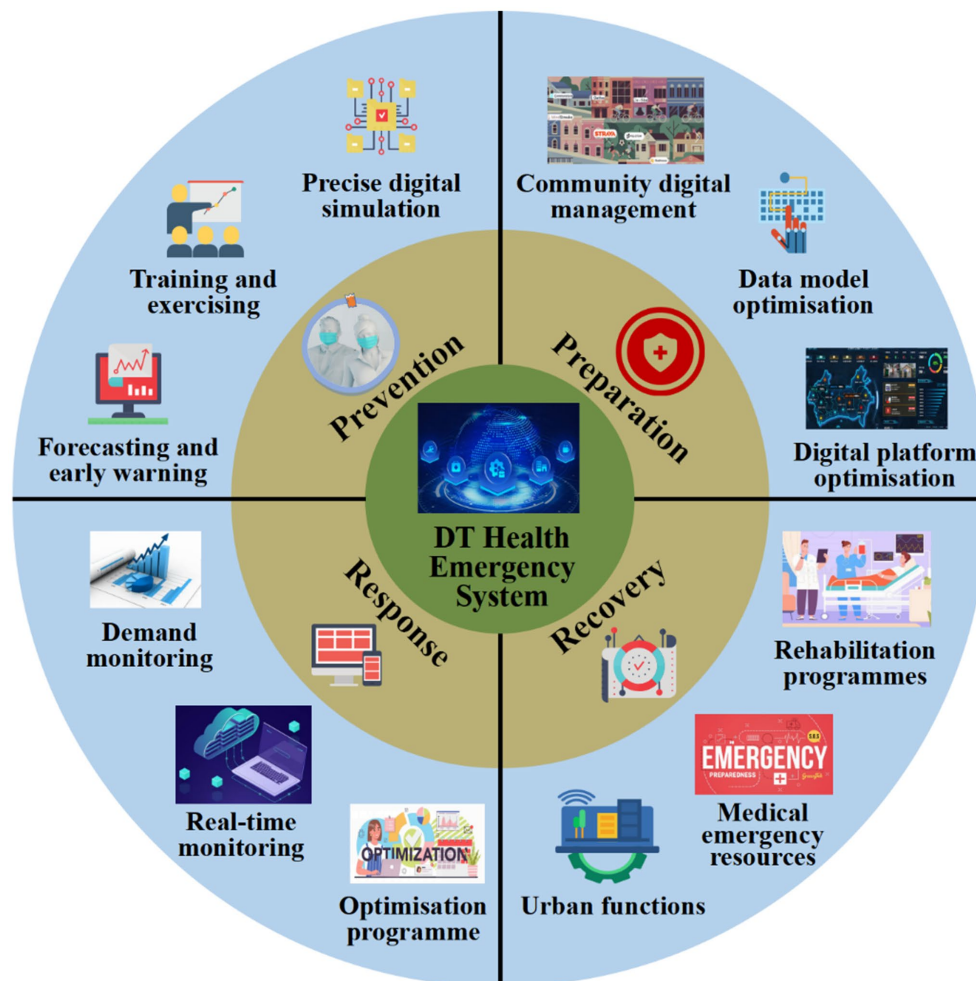 Precise digital
simulation
Training and
exercising
Forecasting and
early warning
Prevention
Community digital
management
STRAVA
Data model
optimisation
Digital platform
optimisation
Preparation
DT Health
Emergency
System
Response
Demand
monitoring
Real-time
monitoring
OPTIMIZATION
Optimisation
programme
Recovery
Rehabilitation
programmes
EMERGENCY
PREPAREDNESS
Medical
emergency
resources
Urban functions